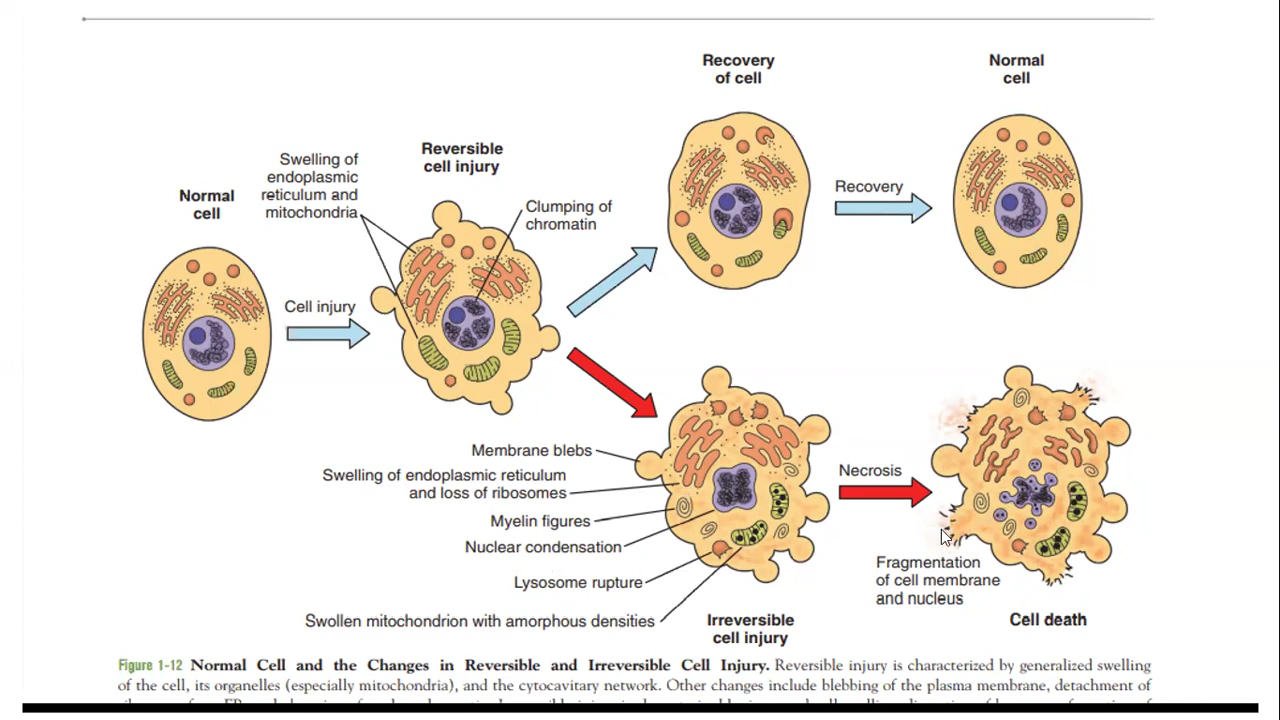 Recovery
of cell
Normal
cell
Reversible
cell injury
Swelling of
endoplasmic
reticulum and
mitochondria
Normal
cell
Clumping of
chromatin
Recovery
Cell injury
Membrane blebs
Swelling of endoplasmic reticulum
and loss of ribosomes
Myelin figures
Nuclear condensation
Lysosome rupture
Swollen mitochondrion with amorphous densities
Necrosis
Fragmentation
of cell membrane
and nucleus
Irreversible
cell injury
Cell death
Figure 1-12 Normal Cell and the Changes in Reversible and Irreversible Cell Injury. Reversible injury is characterized by generalized swelling
of the cell, its organelles (especially mitochondria), and the cytocavitary network. Other changes include blebbing of the plasma membrane, detachment of